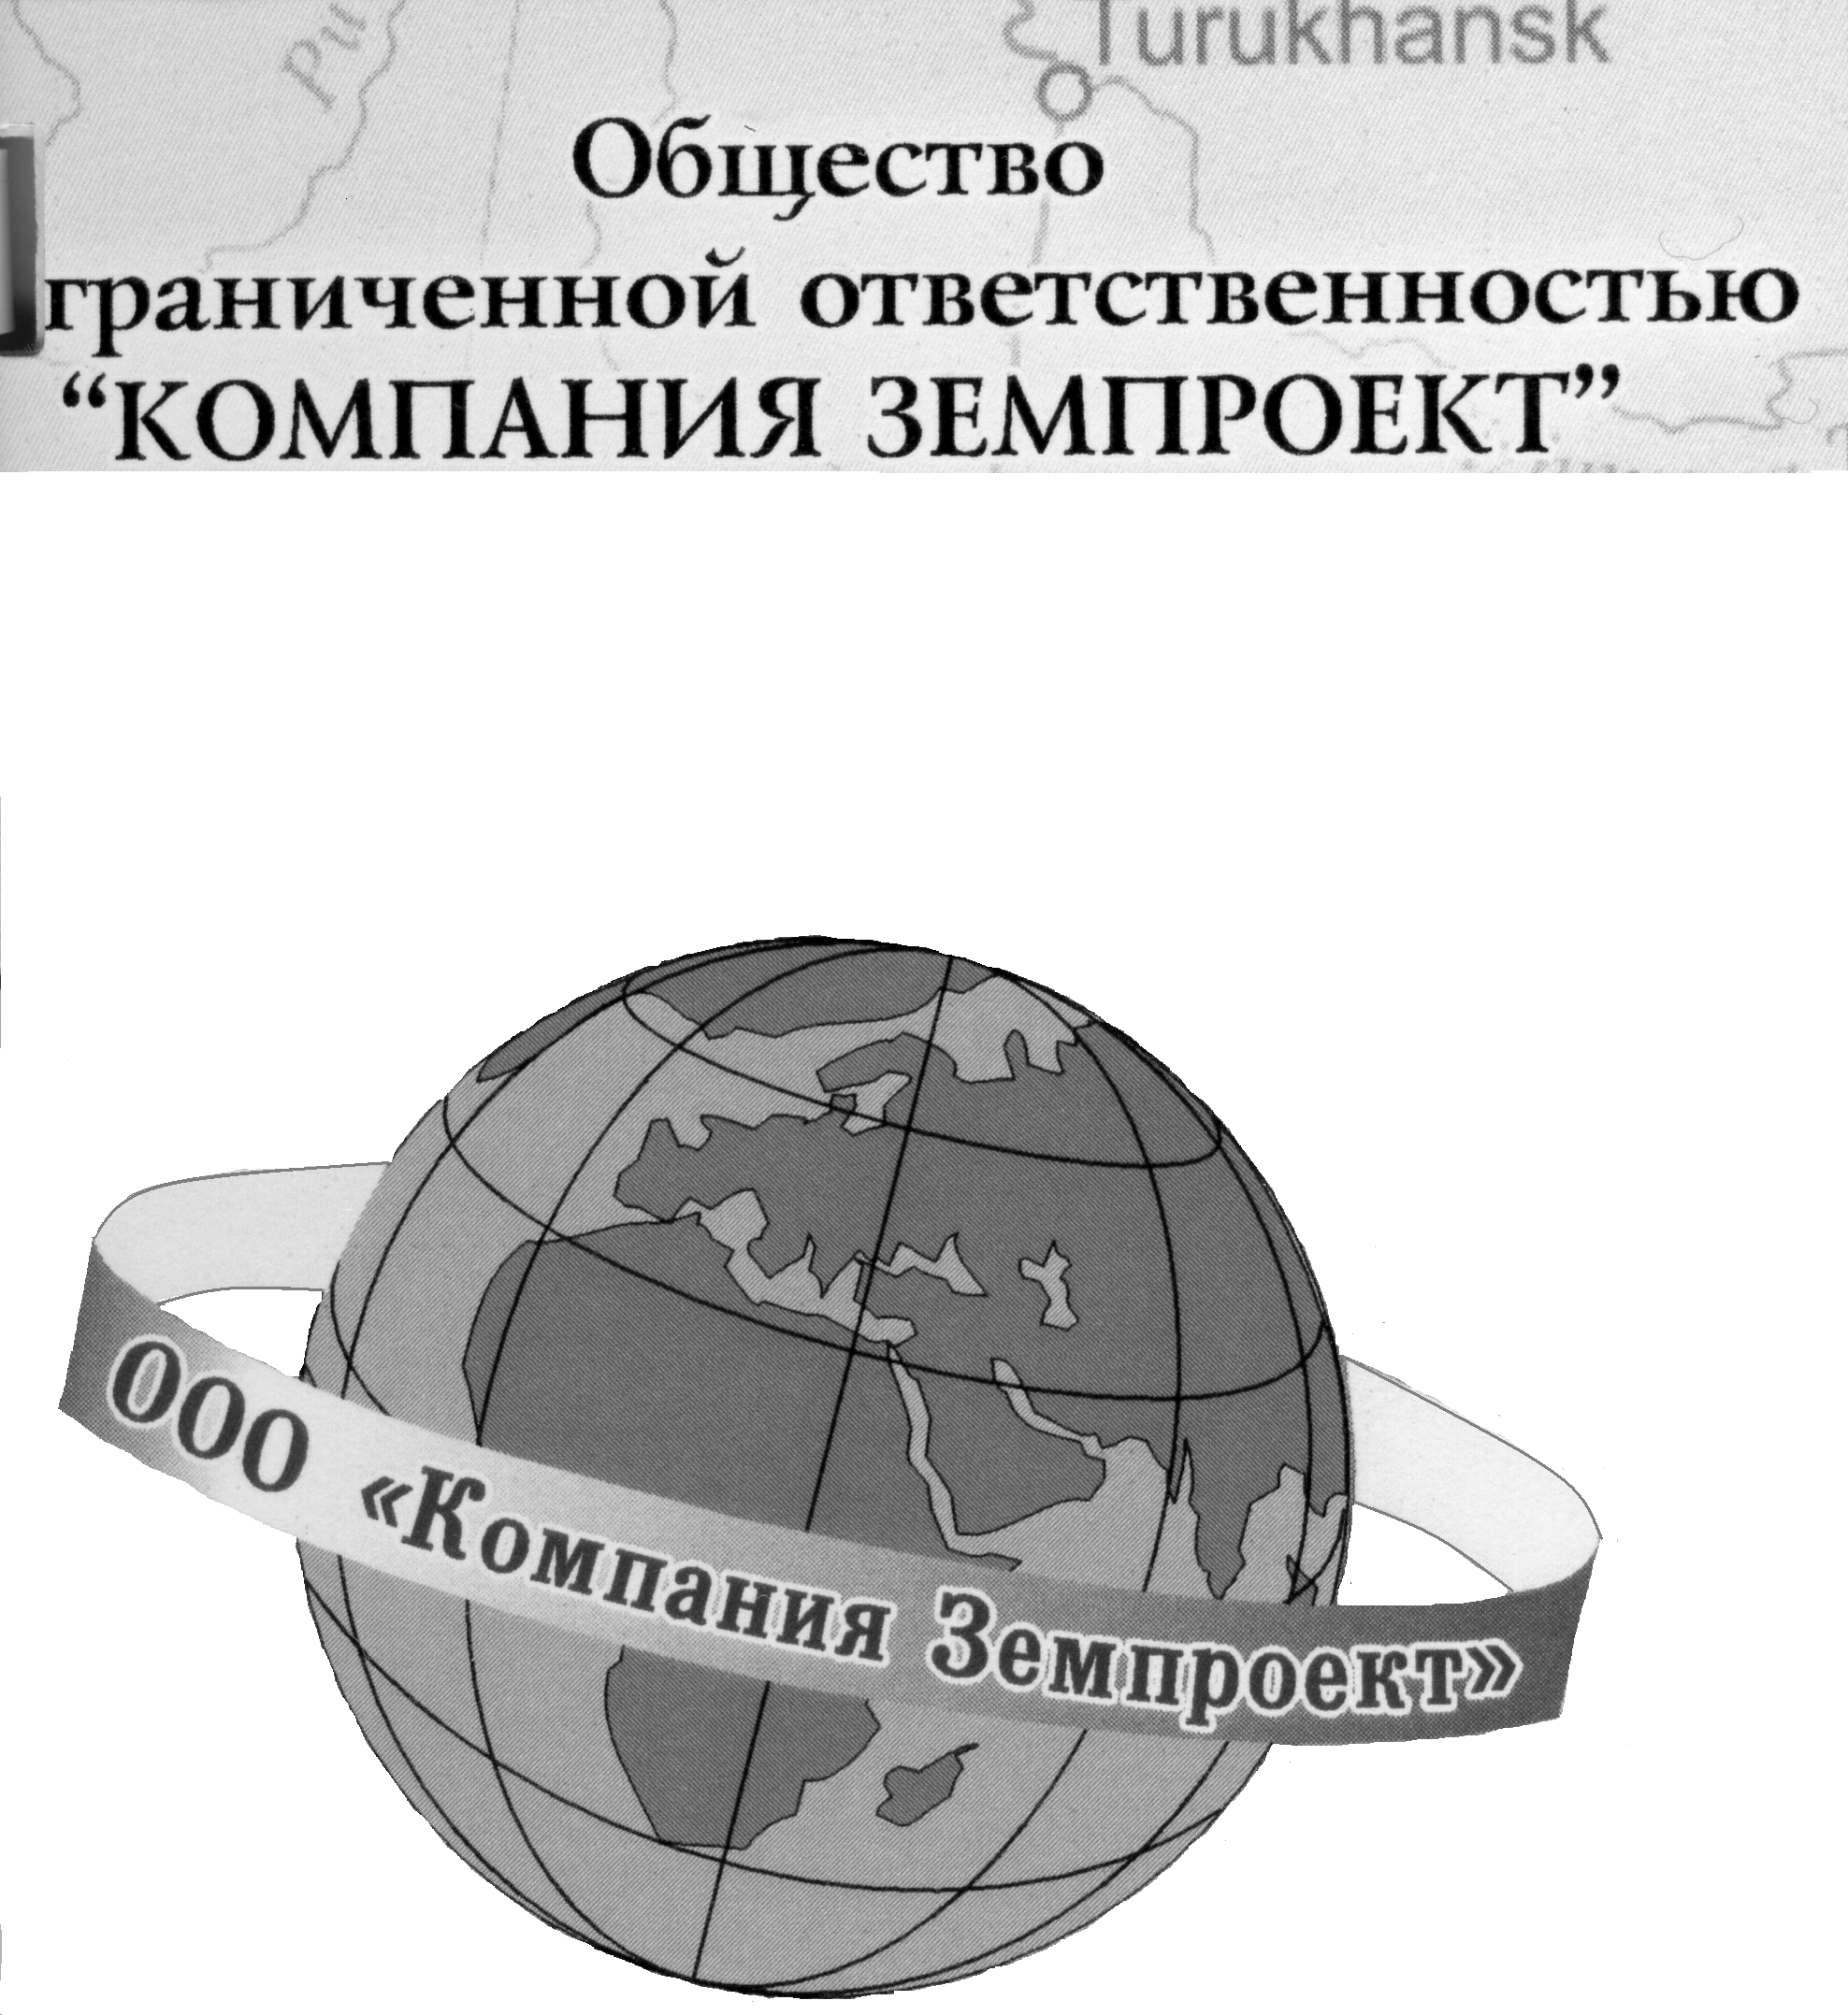 Turukhansk
Общество
граниченной ответственностью
“КОМПАНИЯ ЗЕМПРОЕКТ”
ООО «Компания Земпроект»